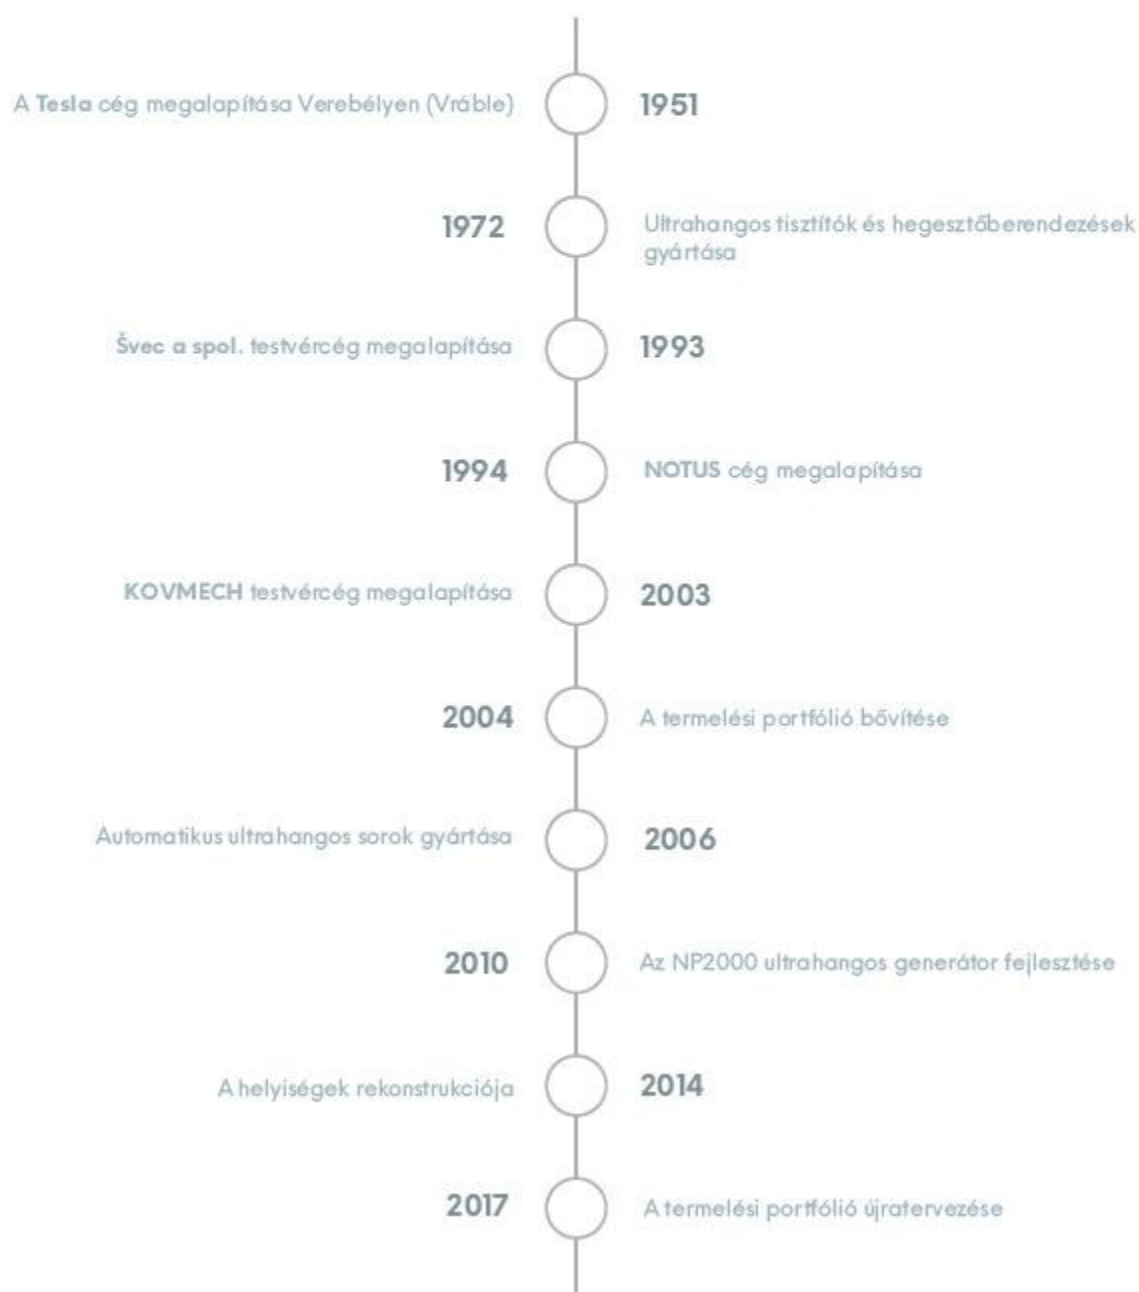 A Tesla cég megalapítása Verebélyen (Vráble)
1951
1972
Ultrahangos tisztítók és hegesztőberendezések
gyártása
Švec a spol. testvércég megalapítása
1993
1994
NOTUS cég megalapítása
KOVMECH testvércég megalapítása
2003
2004
A termelési portfólió bővítése
Automatikus ultrahangos sorok gyártása
2006
2010
Az NP2000 ultrahangos generátor fejlesztése
A helyiségek rekonstrukciója
2014
2017
A termelési portfólió újratervezése